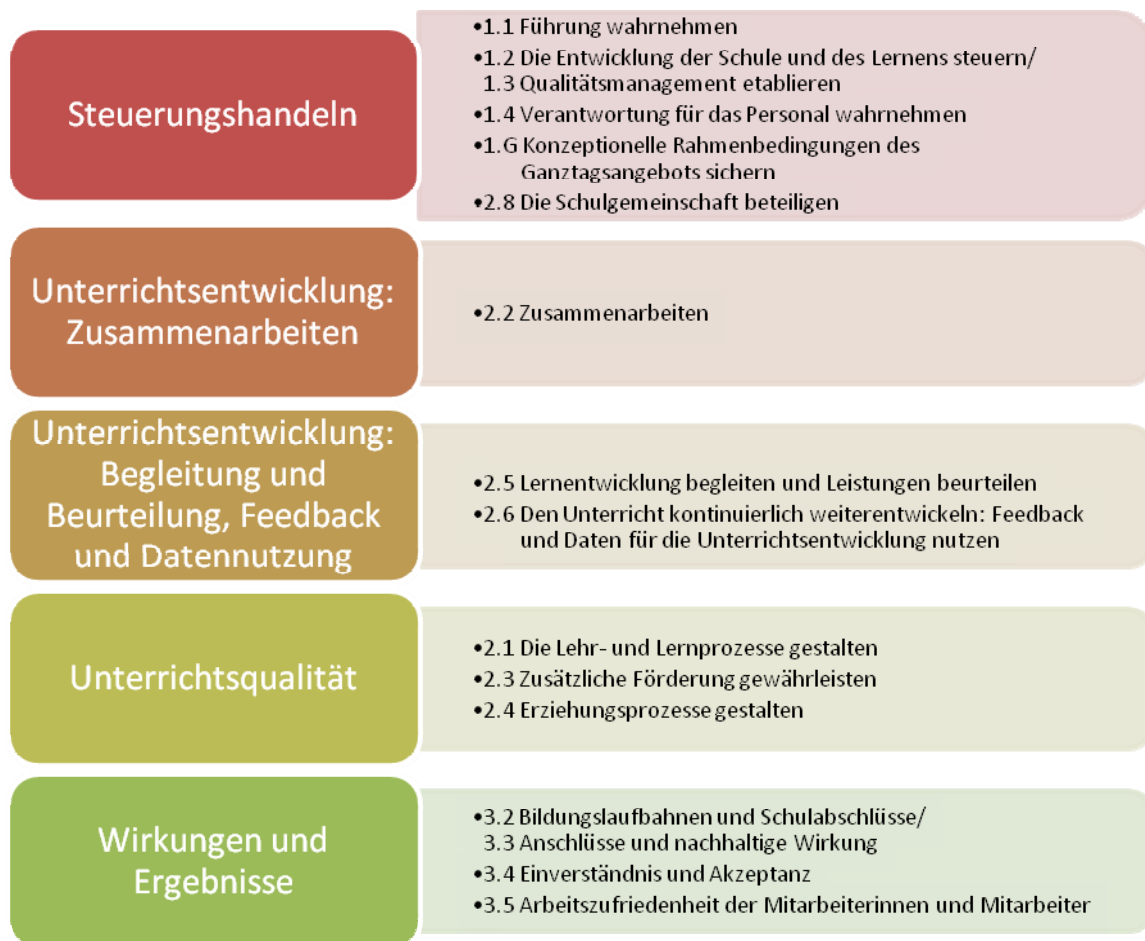 Steuerungshandeln
•1.1 Führung wahrnehmen
•1.2 Die Entwicklung der Schule und des Lernens steuern/
1.3 Qualitätsmanagement etablieren
•1.4 Verantwortung für das Personal wahrnehmen
•1.G Konzeptionelle Rahmenbedingungen des
Ganztagsangebots sichern
•2.8 Die Schulgemeinschaft beteiligen
Unterrichtsentwicklung:
Zusammenarbeiten
•2.2 Zusammenarbeiten
Unterrichtsentwicklung:
Begleitung und
Beurteilung, Feedback
und Datennutzung
•2.5 Lernentwicklung begleiten und Leistungen beurteilen
•2.6 Den Unterricht kontinuierlich weiterentwickeln: Feedback
und Daten für die Unterrichtsentwicklung nutzen
Unterrichtsqualität
•2.1 Die Lehr- und Lernprozesse gestalten
•2.3 Zusätzliche Förderung gewährleisten
•2.4 Erziehungsprozesse gestalten
Wirkungen und
Ergebnisse
•3.2 Bildungslaufbahnen und Schulabschlüsse/
3.3 Anschlüsse und nachhaltige Wirkung
•3.4 Einverständnis und Akzeptanz
•3.5 Arbeitszufriedenheit der Mitarbeiterinnen und Mitarbeiter